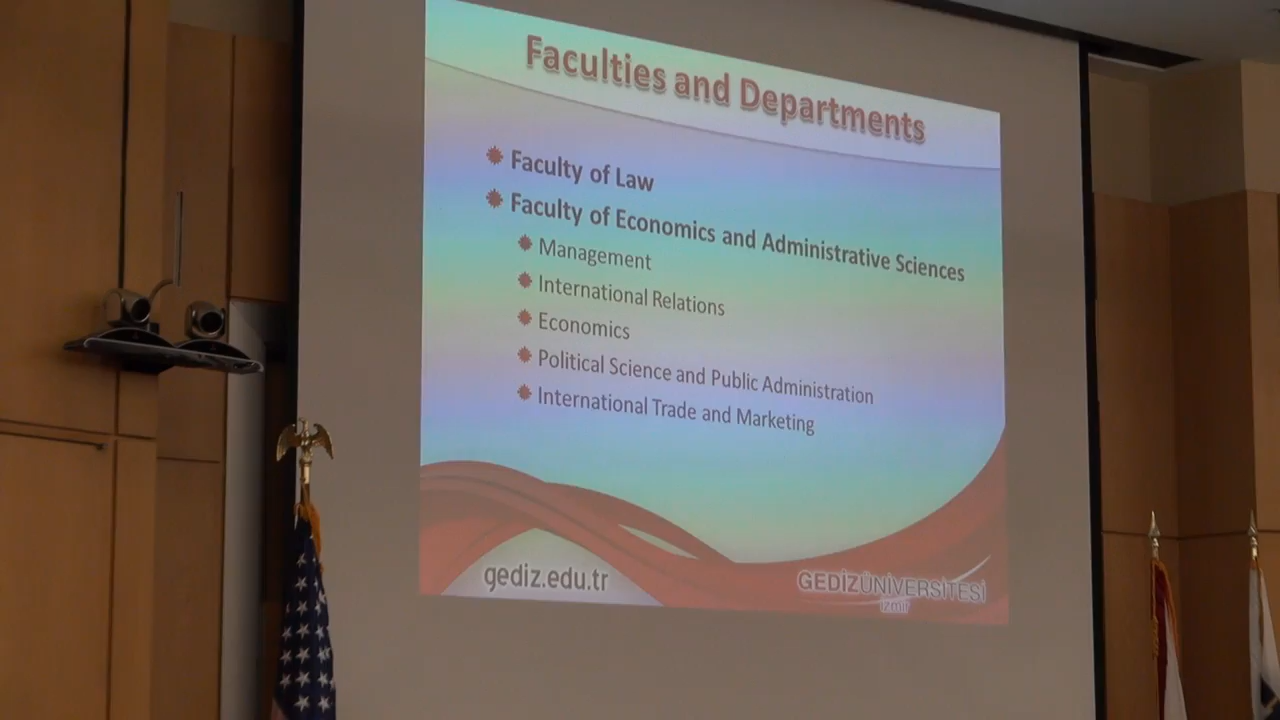 Faculties and Departments
Faculty of Law
Faculty of Economics and Administrative Sciences
Management
International Relations
Economics
Political Science and Public Administration
International Trade and Marketing
gediz.edu.tr
GEDİZÜNİVERSİTESİ
izmir